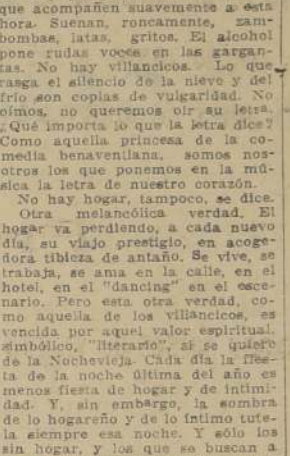 que acompañen suavemente a esta
hora. Suenan, roncamente, zam-
bombas, latas, gritos. El alcohol
pone rudas voces en las gargan-
tas. No hay villancicos. Lo que
rasga el silencio de la nieve y del
frío son coplas de vulgaridad. No
oímos, no queremos oír su letra.
¿Qué importa lo que la letra dice?
Como aquella princesa de la co-
media benaventiana, somos nos-
otros los que ponemos en la mú-
sica la letra de nuestro corazón.
No hay hogar, tampoco, se dice.
Otra melancólica verdad. El
hogar va perdiendo, a cada nuevo
día, su viajo prestigio, en acoge-
dora tibieza de antaño. Se vive, se
trabaja, se ama en la calle, en el
hotel, en el "dancing" en el esce-
nario. Pero esta otra verdad, co-
mo aquella de los villancicos, es
vencida por aquel valor espiritual,
simbólico, "literario", si se quiere
de la Nochevieja. Cada día la fies-
ta de la noche última del año es
menos fiesta de hogar y de intimi-
dad. Y, sin embargo, la sombra
de lo hogareño y de lo íntimo tute-
la siempre esa noche. Y sólo los
sin hogar, y los que se buscan a